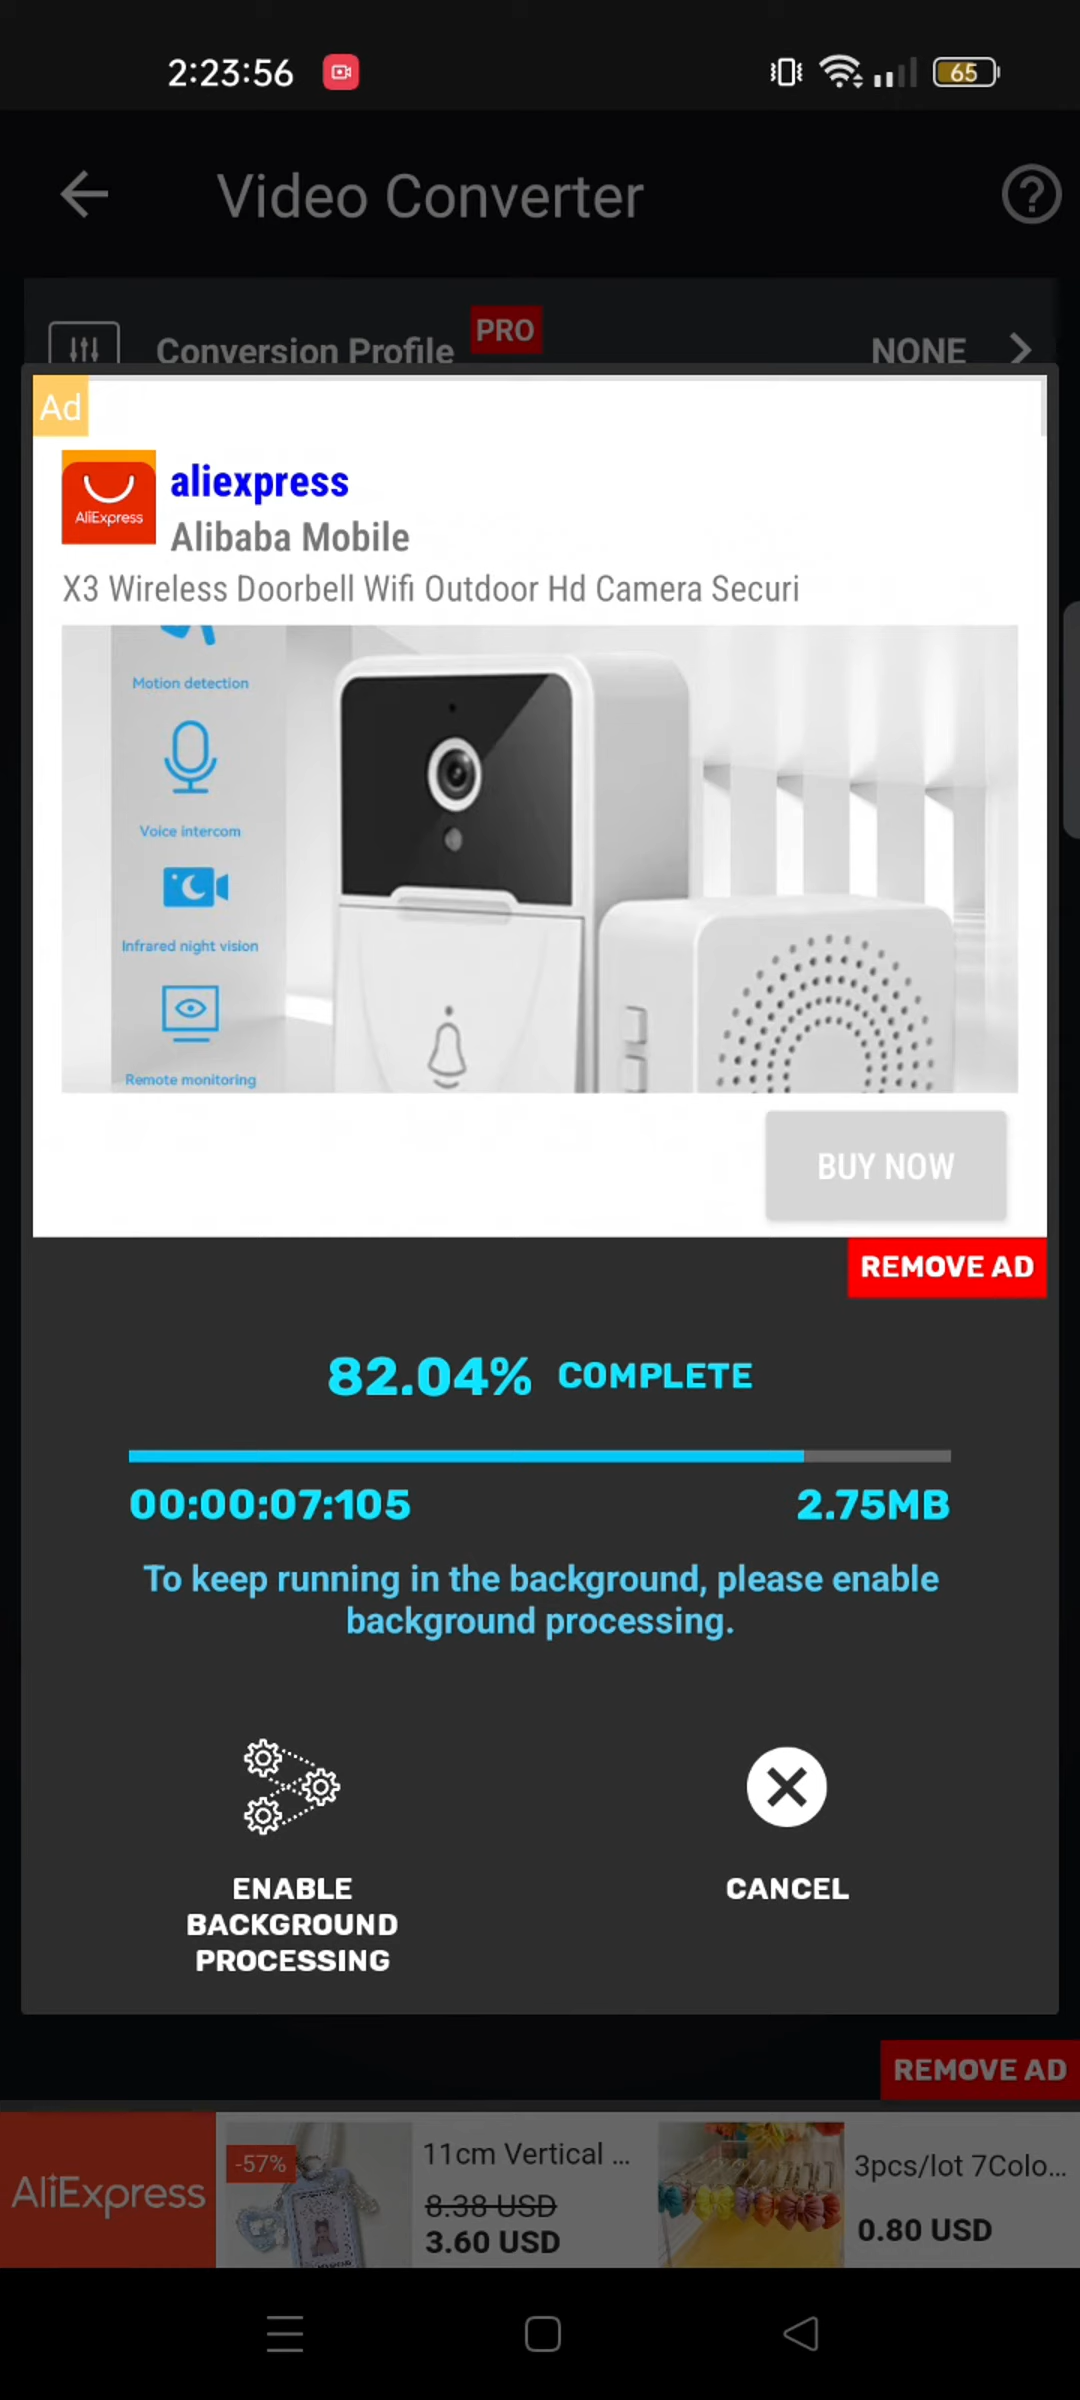 2:23:56
65
Video Converter
Conversion Profile PRO NONE
Ad
aliexpress
AliExpress
Alibaba Mobile
X3 Wireless Doorbell Wifi Outdoor Hd Camera Securi
Motion detection
Voice intercom
Infrared night vision
Remote monitoring
BUY NOW
REMOVE AD
82.04% COMPLETE
00:00:07:105 2.75MB
To keep running in the background, please enable
background processing.
ENABLE
BACKGROUND
PROCESSING
CANCEL
REMOVE AD
AliExpress
-57%
11cm Vertical ...
8.38 USD
3.60 USD
3pcs/lot 7Colo...
0.80 USD